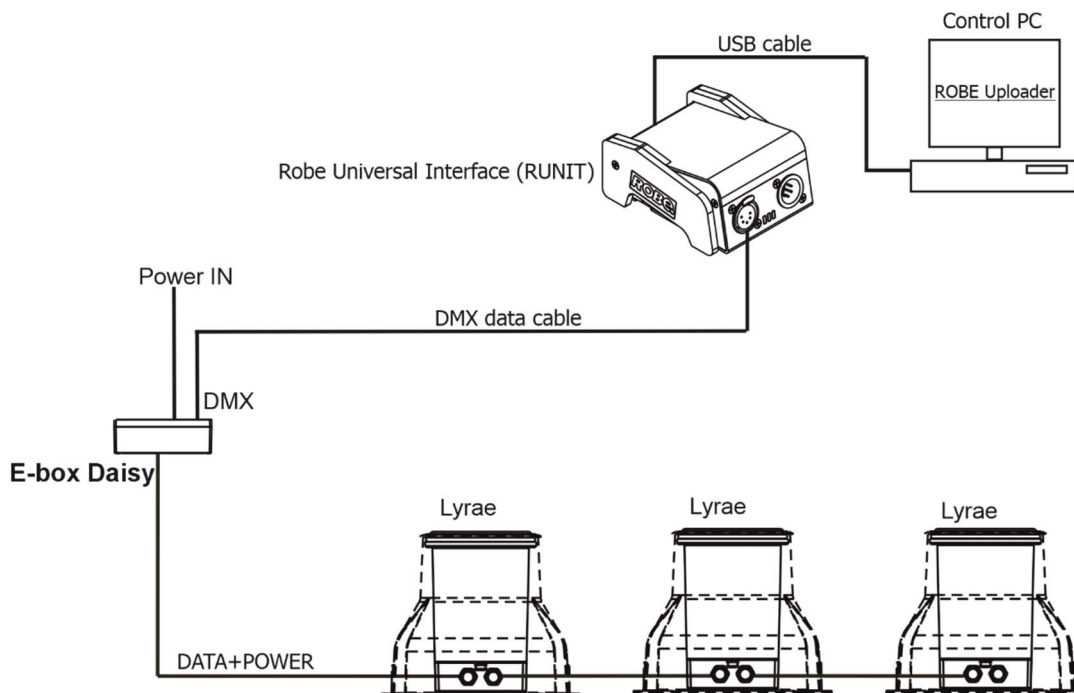 Control PC
USB cable
ROBE Uploader
Robe Universal Interface (RUNIT)
ROBE
Power IN
DMX data cable
DMX
E-box Daisy
Lyrae
Lyrae
Lyrae
DATA+POWER